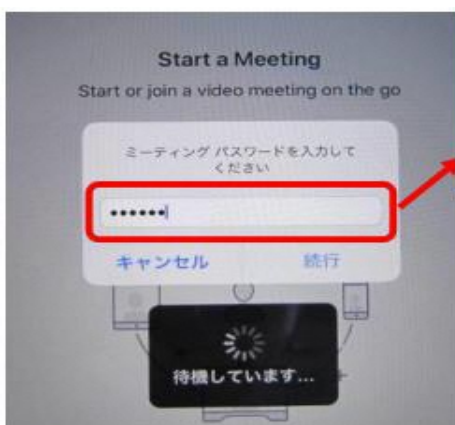 Start a Meeting
Start or join a video meeting on the go
ミーティング パスワードを入力して
ください
••••••
キャンセル
続行
待機しています...